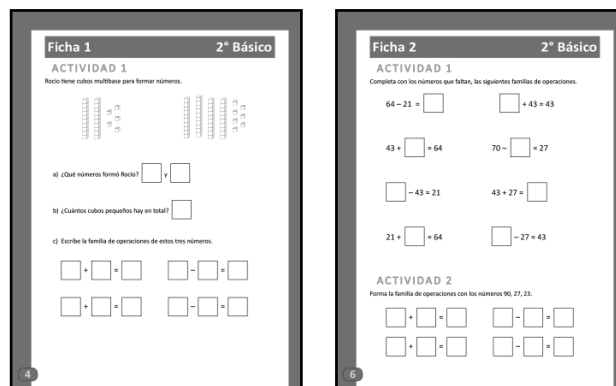 Ficha 1 2° Básico
ACTIVIDAD 1
Rocío tiene cubos multibase para formar números.
a) ¿Qué números formó Rocío? y
b) ¿Cuántos cubos pequeños hay en total?
c) Escribe la familia de operaciones de estos tres números.
+ = − =
+ = − =
4
Ficha 2 2° Básico
ACTIVIDAD 1
Completa con los números que faltan, las siguientes familias de operaciones.
64 – 21 = + 43 = 43
43 + = 64 70 – = 27
– 43 = 21 43 + 27 =
21 + = 64 – 27 = 43
ACTIVIDAD 2
Forma la familia de operaciones con los números 90, 27, 23.
+ = − =
+ = − =
6